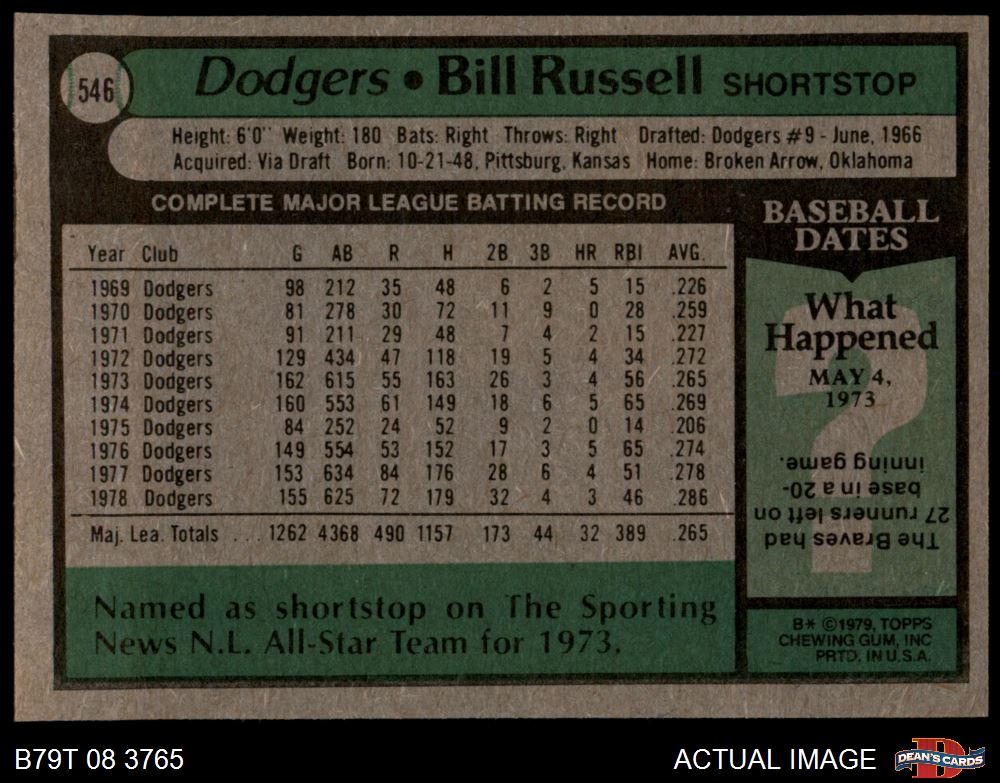 546
Dodgers • Bill Russell SHORTSTOP
Height: 6'0" Weight: 180 Bats: Right Throws: Right Drafted: Dodgers #9 - June, 1966
Acquired: Via Draft Born: 10-21-48, Pittsburg, Kansas Home: Broken Arrow, Oklahoma
COMPLETE MAJOR LEAGUE BATTING RECORD
Year Club G AB R H 2B 3B HR RBI AVG.
1969 Dodgers 98 212 35 48 6 2 5 15 .226
1970 Dodgers 81 278 30 72 11 9 0 28 .259
1971 Dodgers 91 211 29 48 7 4 2 15 .227
1972 Dodgers 129 434 47 118 19 5 4 34 .272
1973 Dodgers 162 615 55 163 26 3 4 56 .265
1974 Dodgers 160 553 61 149 18 6 5 65 .269
1975 Dodgers 84 252 24 52 9 2 0 14 .206
1976 Dodgers 149 554 53 152 17 3 5 65 .274
1977 Dodgers 153 634 84 176 28 6 4 51 .278
1978 Dodgers 155 625 72 179 32 4 3 46 .286
Maj. Lea. Totals ... 1262 4368 490 1157 173 44 32 389 .265
Named as shortstop on The Sporting
News N.L. All-Star Team for 1973.
BASEBALL
DATES
What
Happened
MAY 4,
1973
?
The Braves had
27 runners left on
base in a 20-
inning game.
B* ©1979, TOPPS
CHEWING GUM, INC
PRTD. IN U.S.A.
B79T 08 3765
ACTUAL IMAGE
D
DEAN'S CARDS